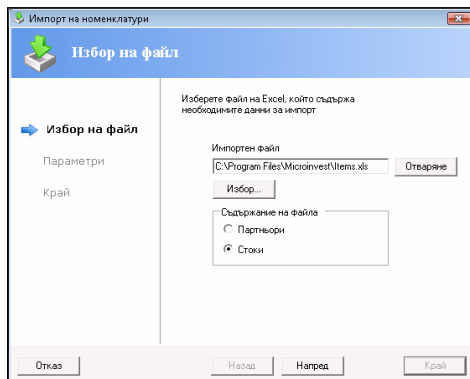 Импорт на номенклатури
Избор на файл
Избор на файл
Параметри
Край
Изберете файл на Excel, който съдържа
необходимите данни за импорт
Импортен файл
C:\Program Files\Microinvest\Items.xls
Отваряне
Избор...
Съдържание на файла
Партньори
Стоки
Отказ
Назад
Напред
Край